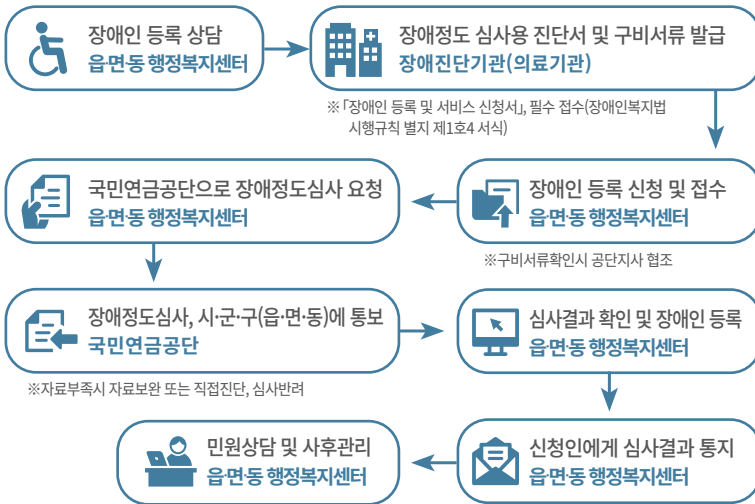 장애인 등록 상담
읍·면·동 행정복지센터
장애정도 심사용 진단서 및 구비서류 발급
장애진단기관(의료기관)
※「장애인 등록 및 서비스 신청서」, 필수 접수(장애인복지법
시행규칙 별지 제1호4 서식)
장애인 등록 신청 및 접수
읍·면·동 행정복지센터
※구비서류확인시 공단지사 협조
국민연금공단으로 장애정도심사 요청
읍·면·동 행정복지센터
장애정도심사, 시·군·구(읍·면·동)에 통보
국민연금공단
※자료부족시 자료보완 또는 직접진단, 심사반려
심사결과 확인 및 장애인 등록
읍·면·동 행정복지센터
신청인에게 심사결과 통지
읍·면·동 행정복지센터
민원상담 및 사후관리
읍·면·동 행정복지센터